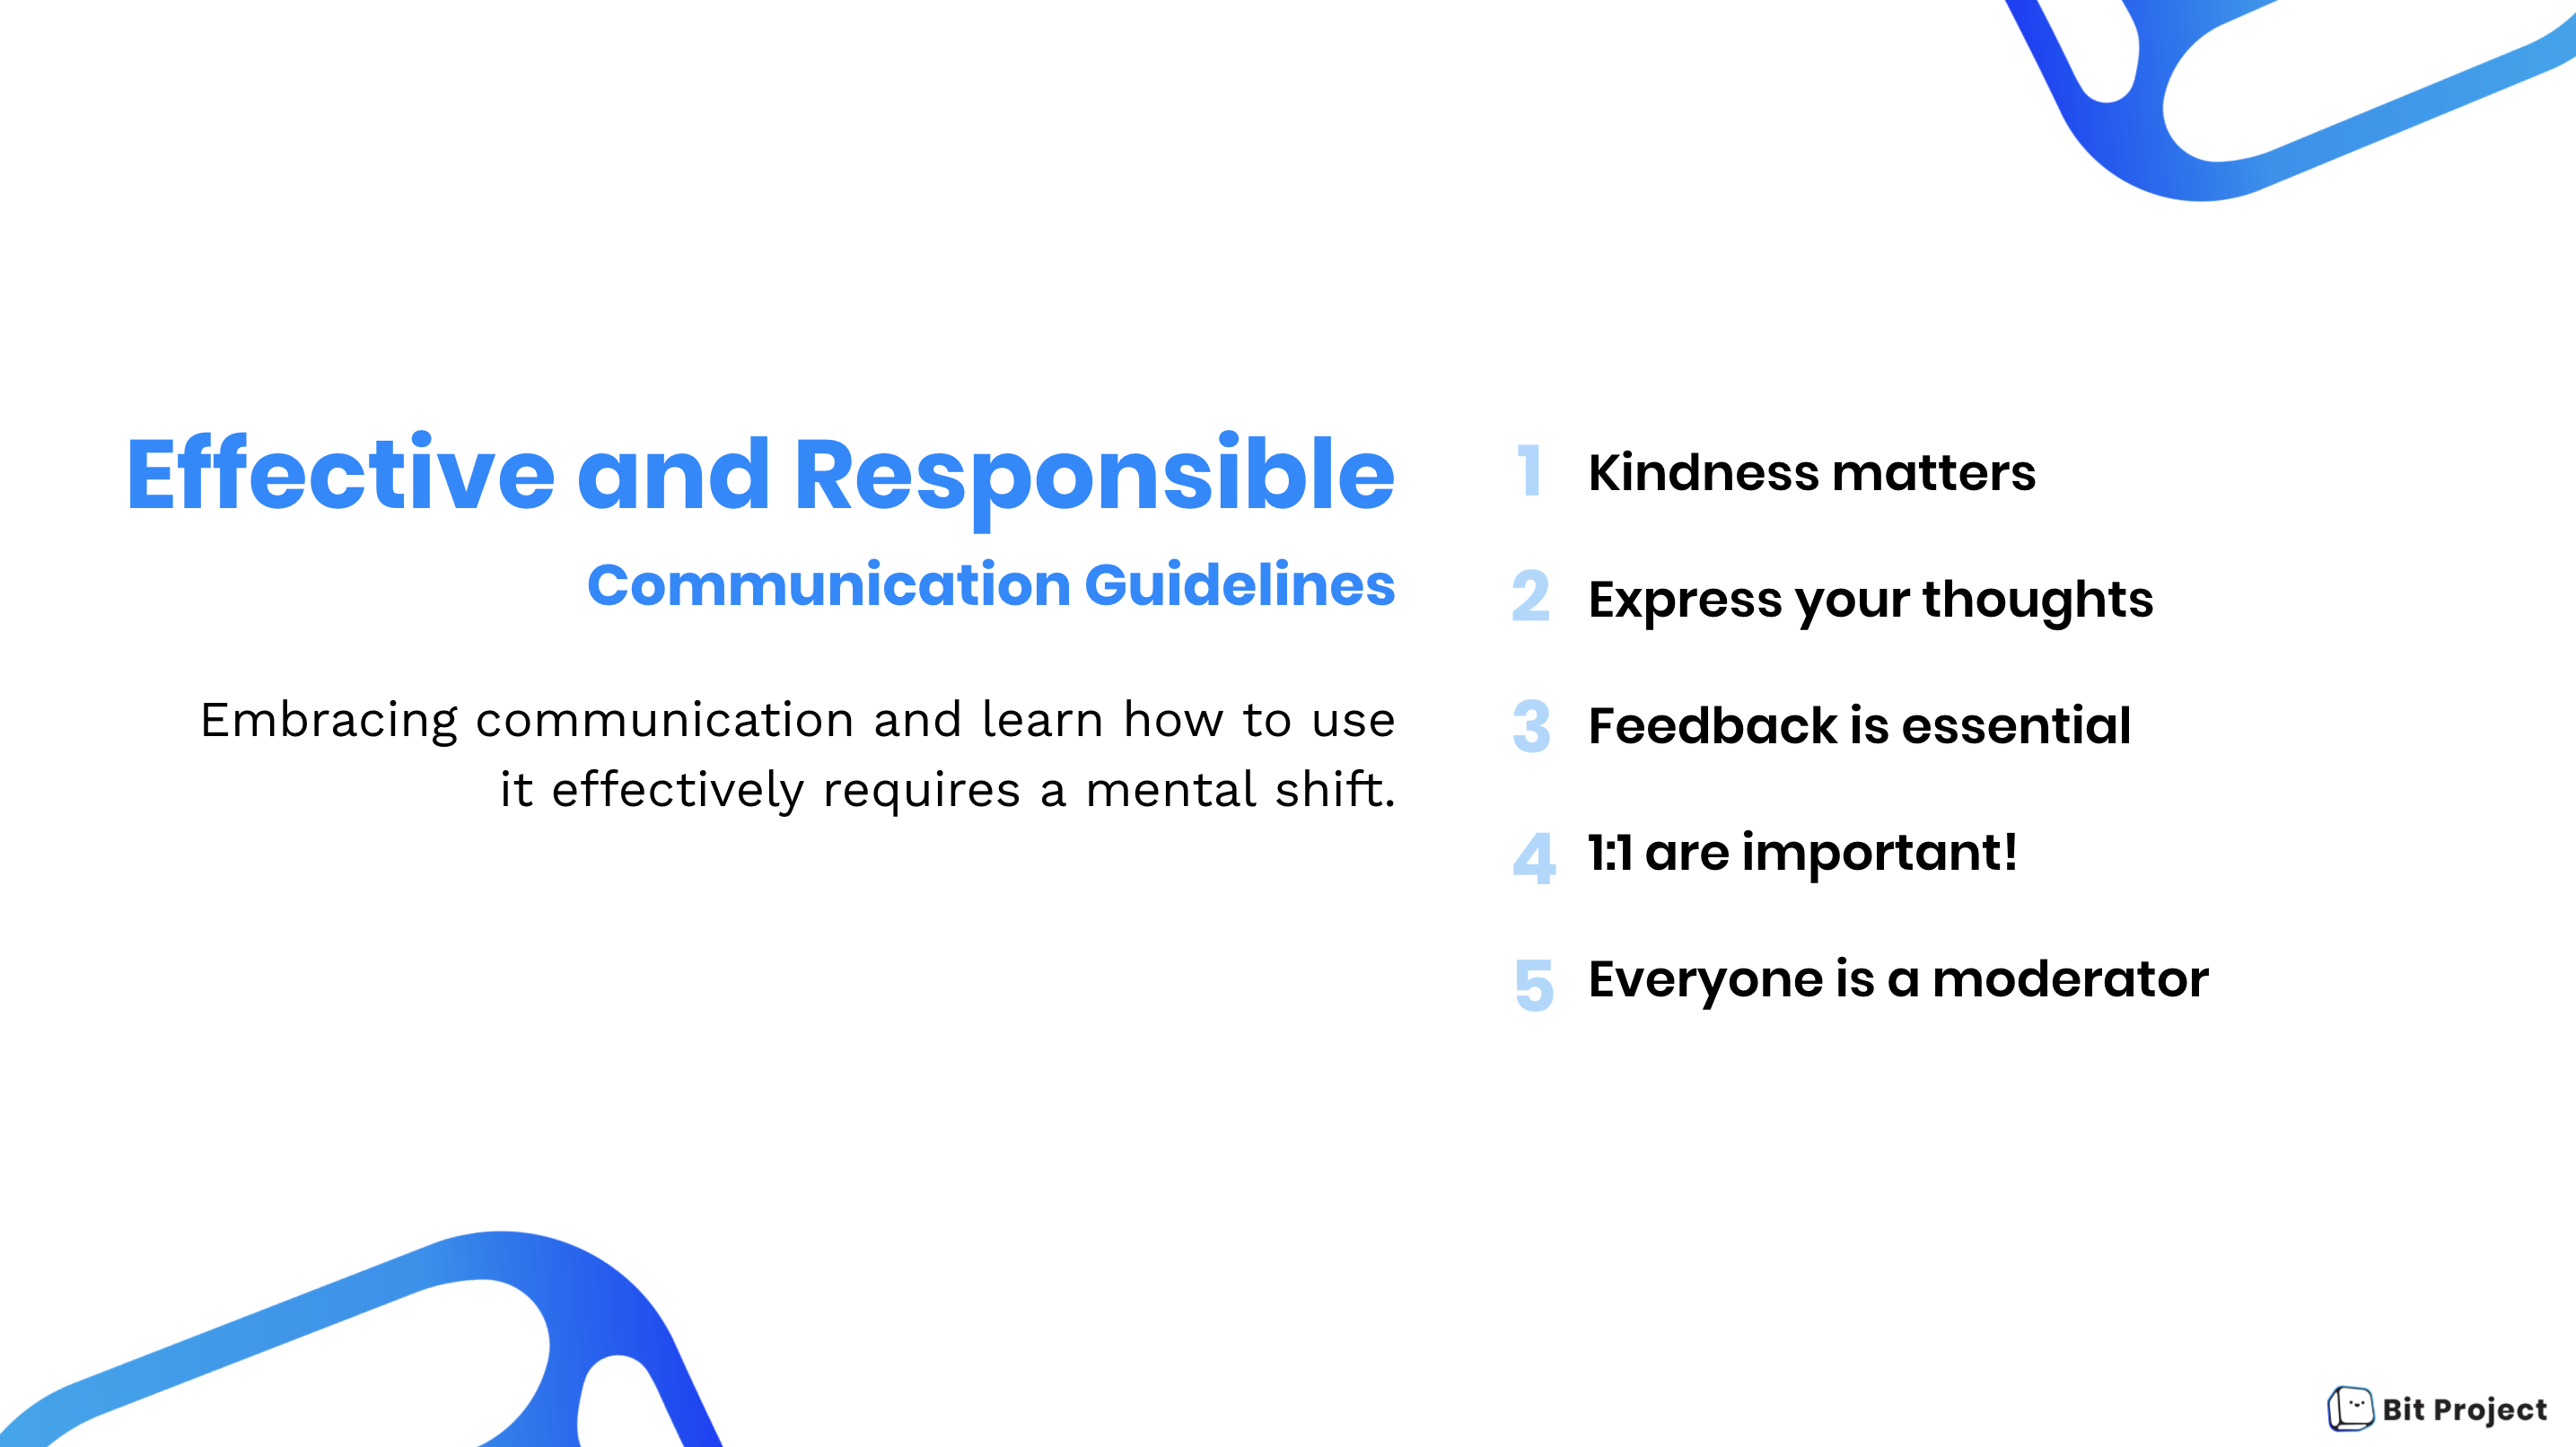 Effective and Responsible
Communication Guidelines
Embracing communication and learn how to use
it effectively requires a mental shift.
1 Kindness matters
2 Express your thoughts
3 Feedback is essential
4 1:1 are important!
5 Everyone is a moderator
Bit Project